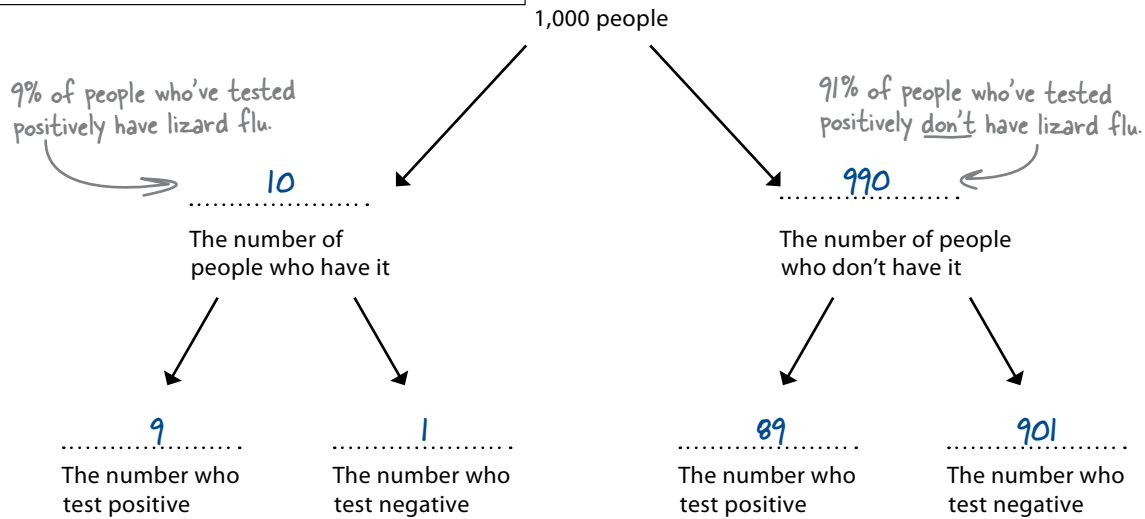 1,000 people
9% of people who've tested
positively have lizard flu.
91% of people who've tested
positively don't have lizard flu.
10
990
The number of
people who have it
The number of people
who don't have it
9
1
89
901
The number who
test positive
The number who
test negative
The number who
test positive
The number who
test negative